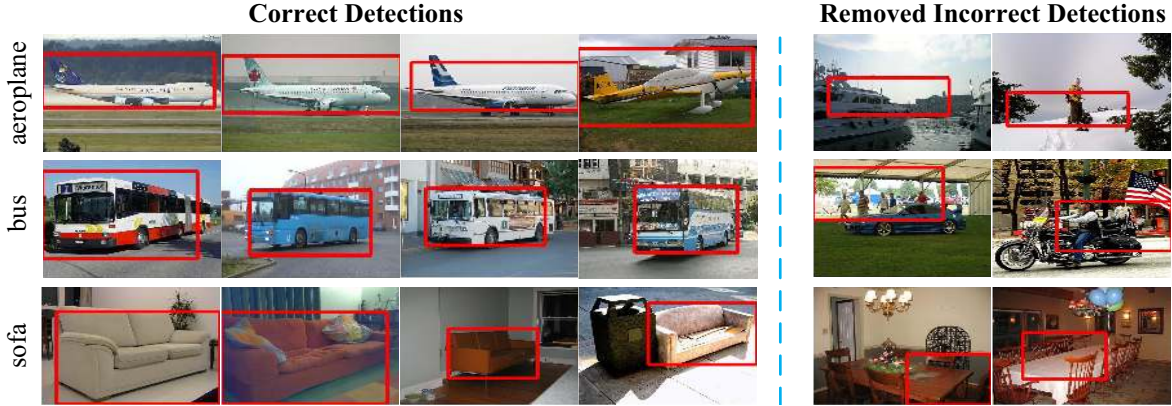 Correct Detections
Removed Incorrect Detections
aeroplane
bus
sofa